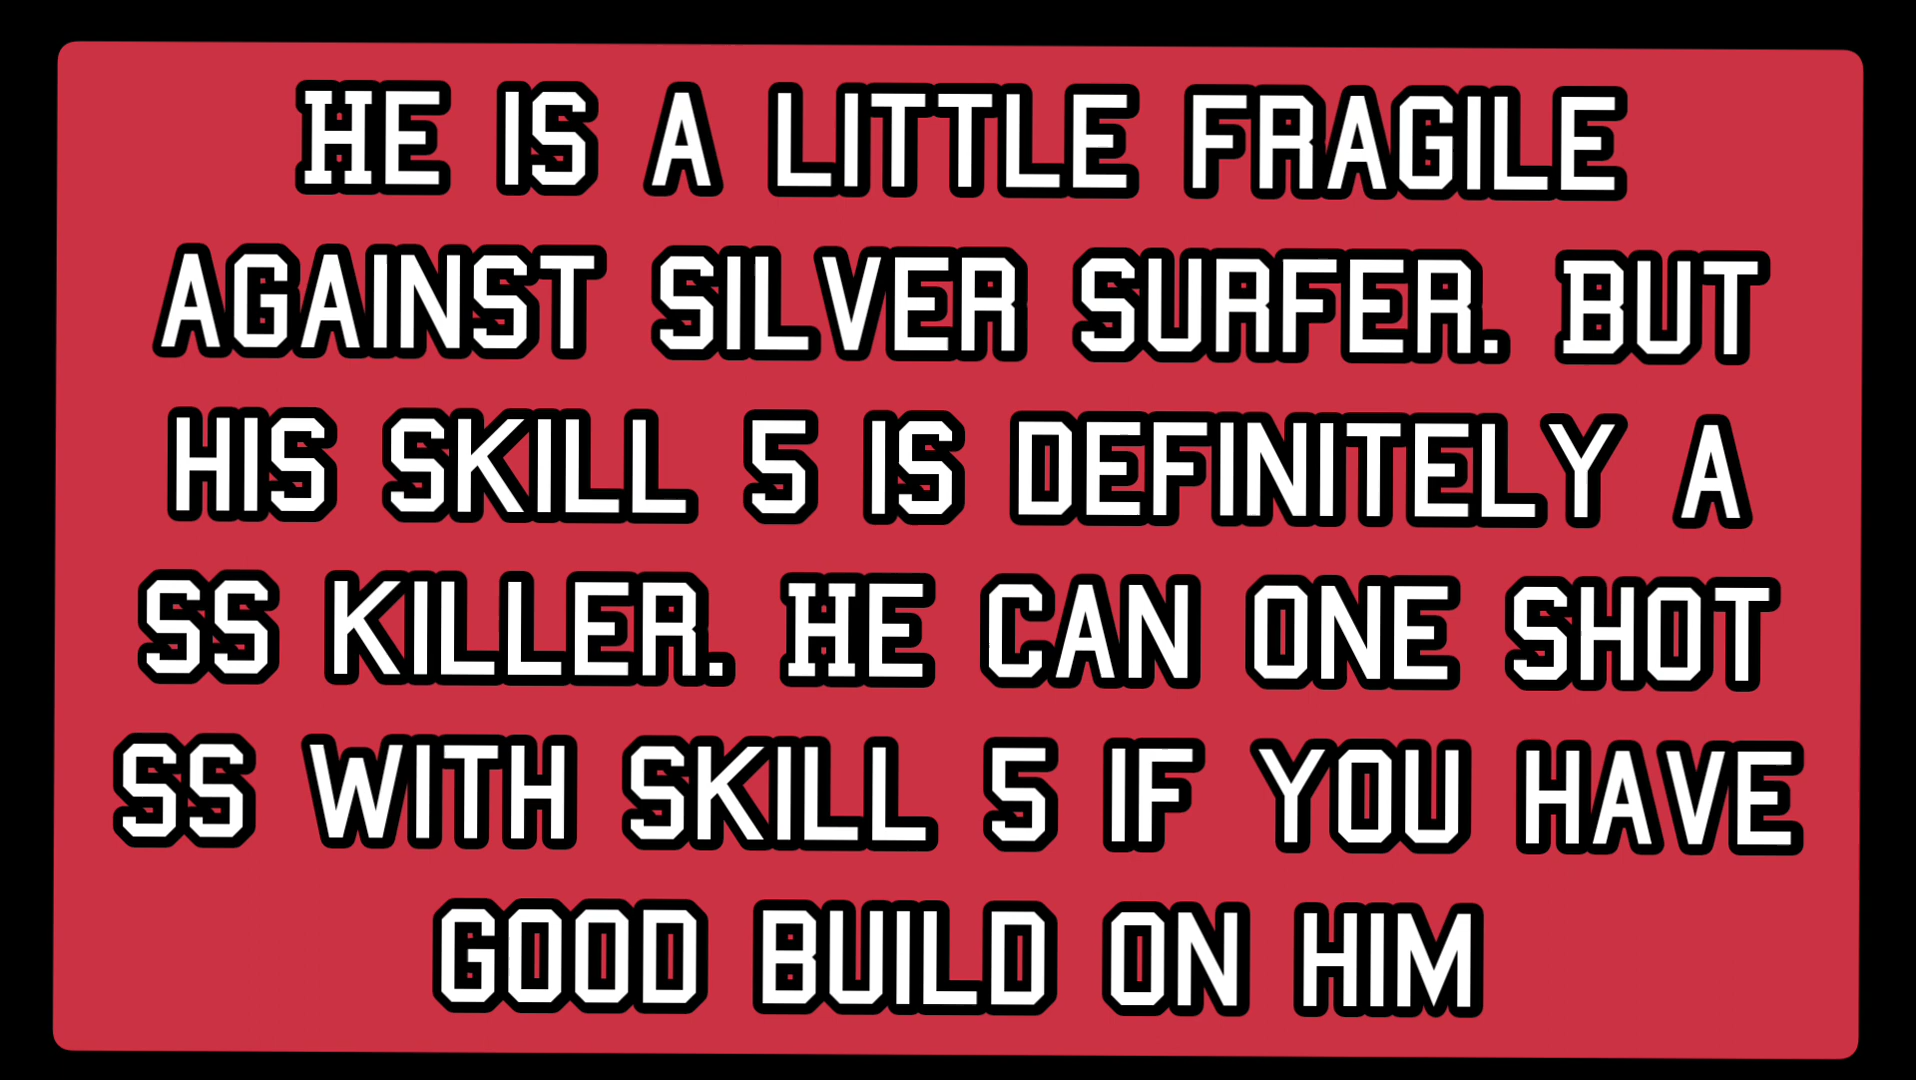 HE IS A LITTLE FRAGILE
AGAINST SILVER SURFER. BUT
HIS SKILL 5 IS DEFINITELY A
SS KILLER. HE CAN ONE SHOT
SS WITH SKILL 5 IF YOU HAVE
GOOD BUILD ON HIM